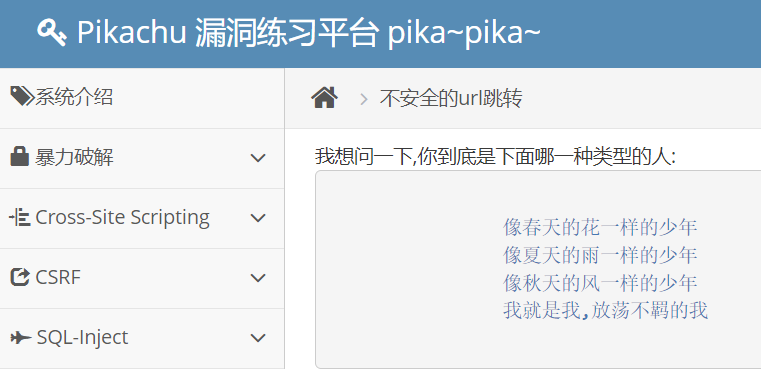 Pikachu 漏洞练习平台 pika~pika~
系统介绍
暴力破解
Cross-Site Scripting
CSRF
SQL-Inject
不安全的url跳转
我想问一下,你到底是下面哪一种类型的人:
像春天的花一样的少年
像夏天的雨一样的少年
像秋天的风一样的少年
我就是我,放荡不羁的我